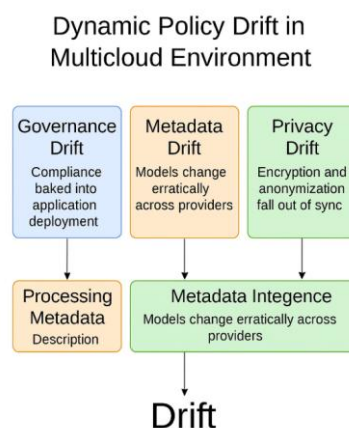 Dynamic Policy Drift in
Multicloud Environment
Governance
Drift
Compliance
baked into
application
deployment
Metadata
Drift
Models change
erratically
across providers
Privacy
Drift
Encryption and
anonymization
fall out of sync
Processing
Metadata
Description
Metadata Integence
Models change erratically across
providers
Drift